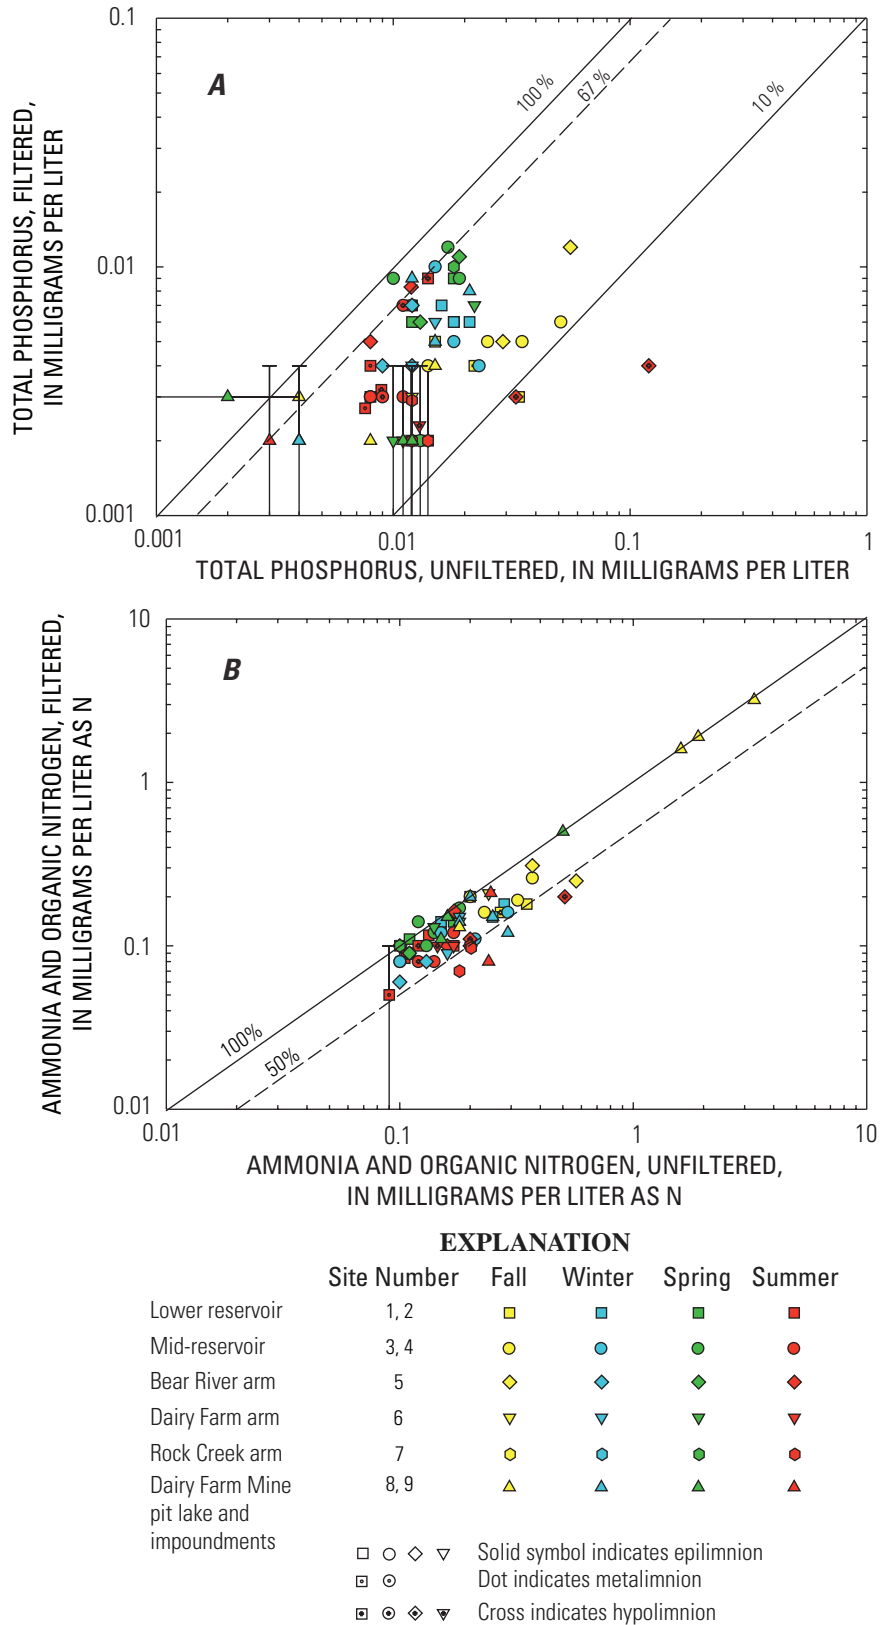 0.1
A
100%
67%
10%
TOTAL PHOSPHORUS, FILTERED,
IN MILLIGRAMS PER LITER
0.01
0.001
0.001
0.01
0.1
1
TOTAL PHOSPHORUS, UNFILTERED, IN MILLIGRAMS PER LITER
10
B
AMMONIA AND ORGANIC NITROGEN, FILTERED,
IN MILLIGRAMS PER LITER AS N
1
0.1
100%
50%
0.01
0.01
0.1
1
10
AMMONIA AND ORGANIC NITROGEN, UNFILTERED,
IN MILLIGRAMS PER LITER AS N
EXPLANATION
Site Number Fall Winter Spring Summer
Lower reservoir 1, 2
Mid-reservoir 3, 4
Bear River arm 5
Dairy Farm arm 6
Rock Creek arm 7
Dairy Farm Mine 8, 9
pit lake and
impoundments
Solid symbol indicates epilimnion
Dot indicates metalimnion
Cross indicates hypolimnion